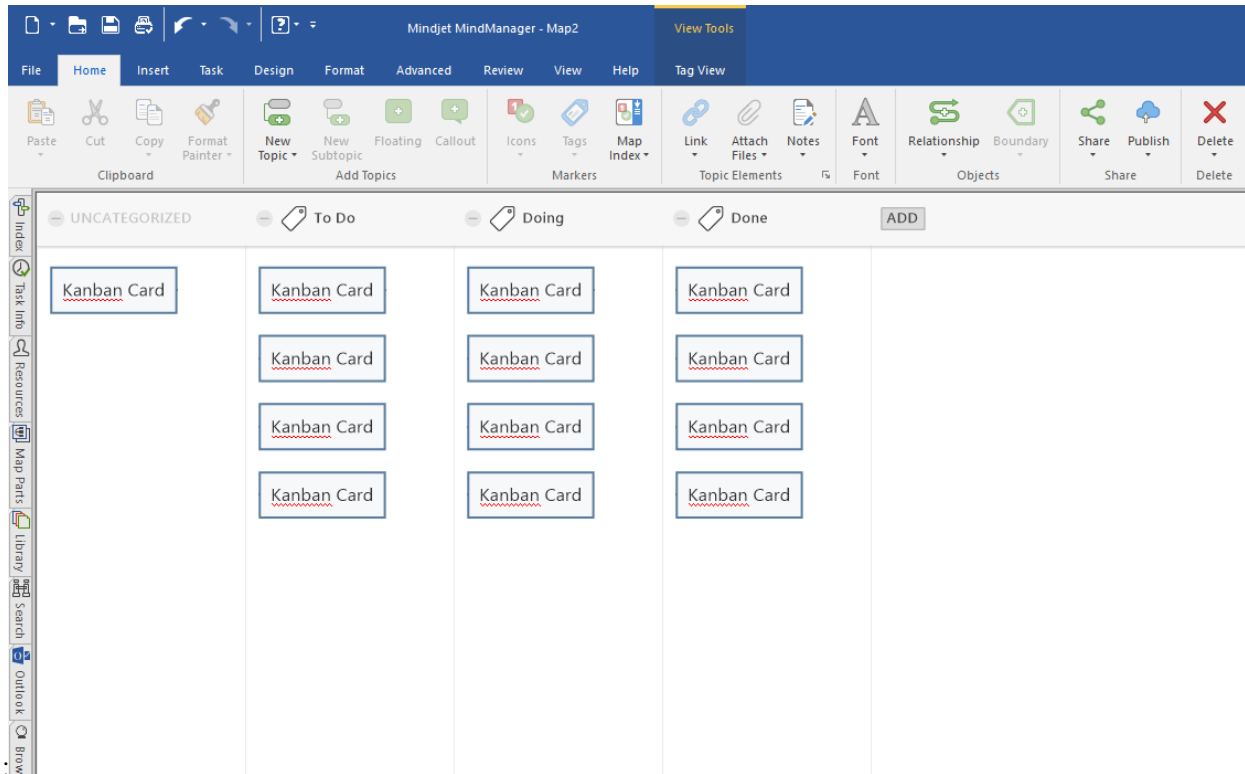 Mindjet MindManager - Map2
View Tools
File Home Insert Task Design Format Advanced Review View Help Tag View
Paste Cut Copy Format Painter
New Topic New Subtopic Floating Callout
Icons Tags Map Index
Link Attach Files Notes
Font
Relationship Boundary
Share Publish
Delete
Clipboard Add Topics Markers Topic Elements Font Objects Share Delete
UNCATEGORIZED To Do Doing Done ADD
Kanban Card Kanban Card Kanban Card Kanban Card
Kanban Card Kanban Card Kanban Card
Kanban Card Kanban Card Kanban Card
Kanban Card Kanban Card Kanban Card
Index
Task Info
Resources
Map Parts
Library
Search
Outlook
Brow